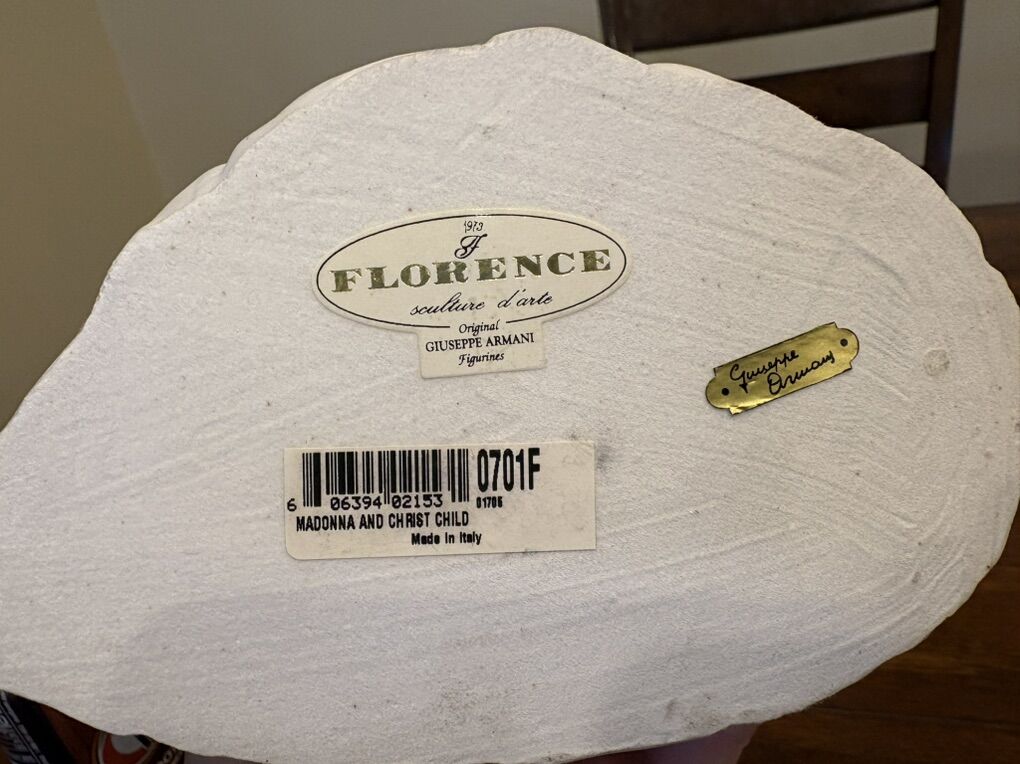 1973
F
FLORENCE
sculture d'arte
Original
GIUSEPPE ARMANI
Figurines
Giuseppe
Armani
0701F
6 06394 02153
01705
MADONNA AND CHRIST CHILD
Made in Italy